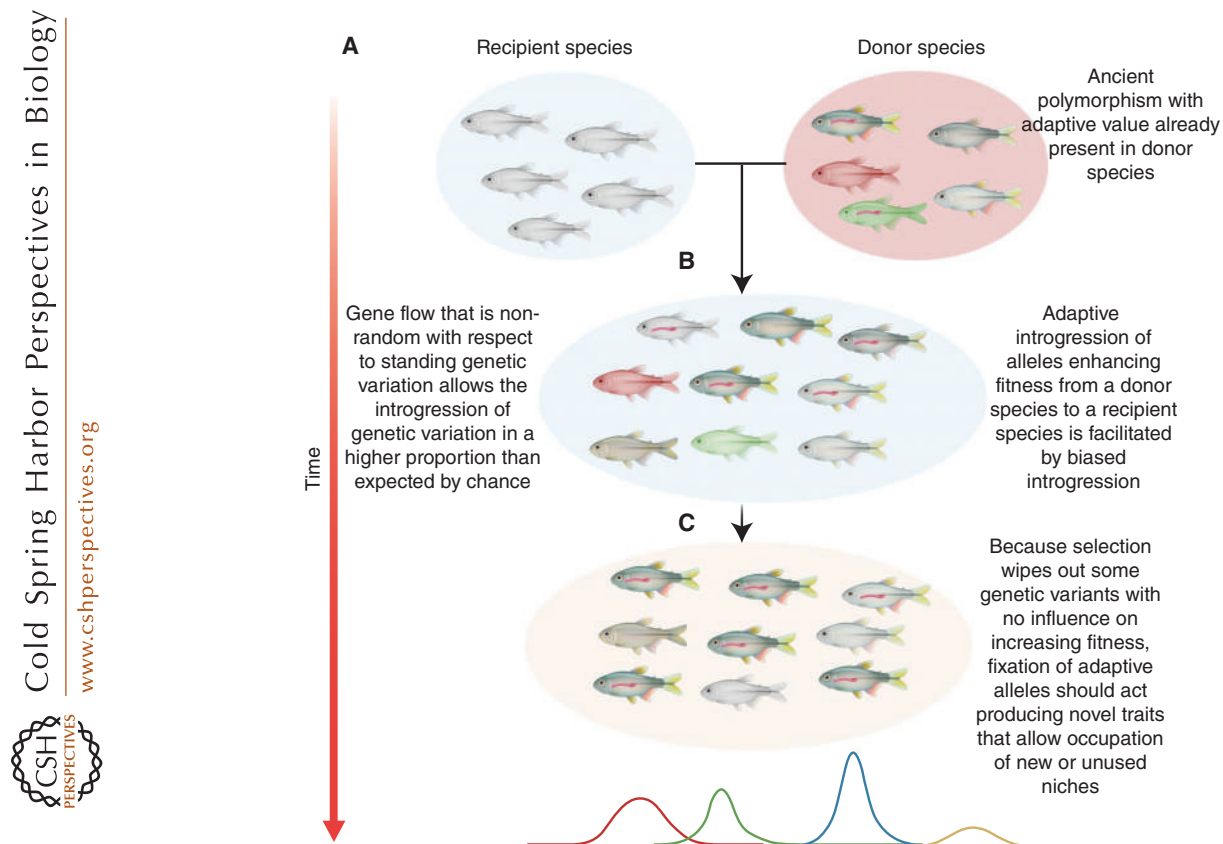 Cold Spring Harbor Perspectives in Biology
www.cshperspectives.org
CSH
PERSPECTIVES
A
Recipient species
Donor species
Ancient
polymorphism with
adaptive value already
present in donor
species
B
Gene flow that is non-
random with respect
to standing genetic
variation allows the
introgression of
genetic variation in a
higher proportion than
expected by chance
Adaptive
introgression of
alleles enhancing
fitness from a donor
species to a recipient
species is facilitated
by biased
introgression
Time
C
Because selection
wipes out some
genetic variants with
no influence on
increasing fitness,
fixation of adaptive
alleles should act
producing novel traits
that allow occupation
of new or unused
niches